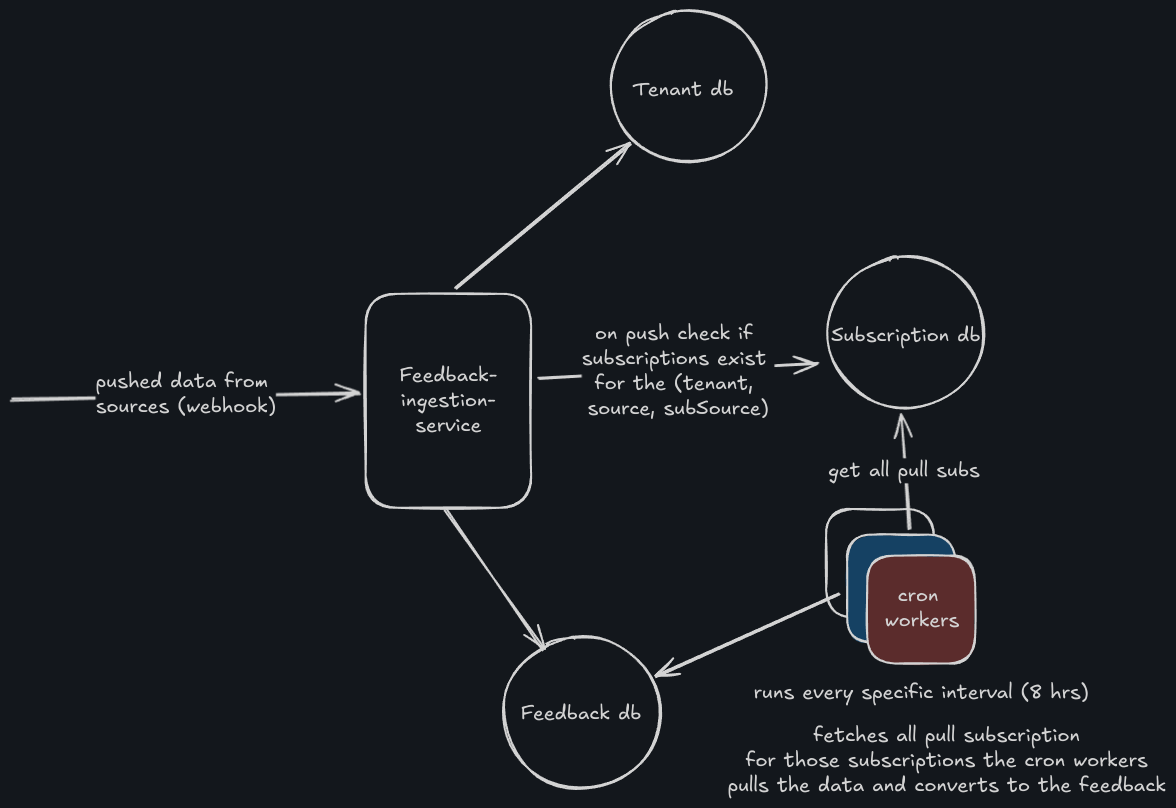 Tenant db
Subscription db
on push check if
subscriptions exist
for the (tenant,
source, subSource)
pushed data from
sources (webhook)
Feedback-
ingestion-
service
get all pull subs
cron
workers
Feedback db
runs every specific interval (8 hrs)
fetches all pull subscription
for those subscriptions the cron workers
pulls the data and converts to the feedback